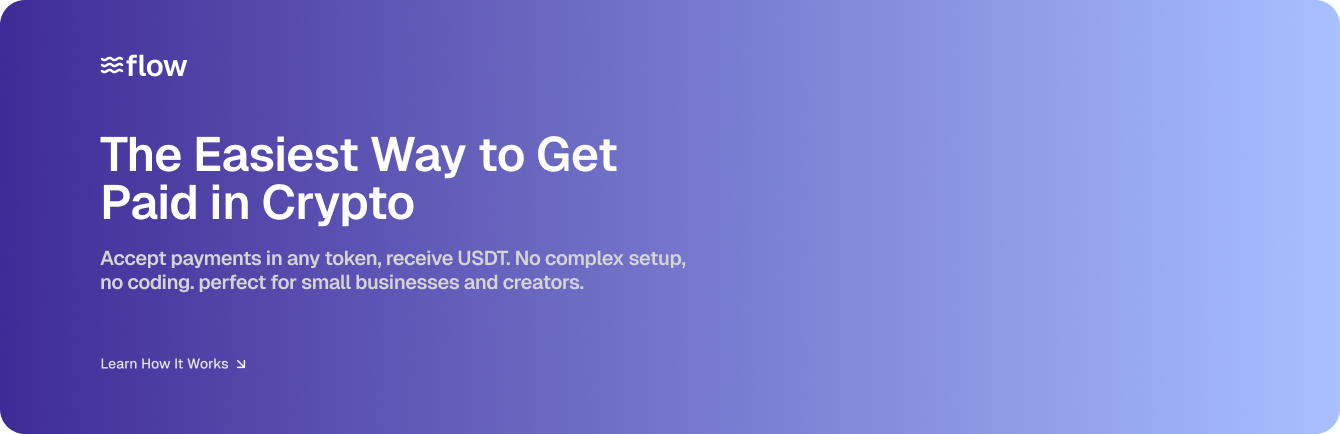 flow
The Easiest Way to Get
Paid in Crypto
Accept payments in any token, receive USDT. No complex setup,
no coding. perfect for small businesses and creators.
Learn How It Works